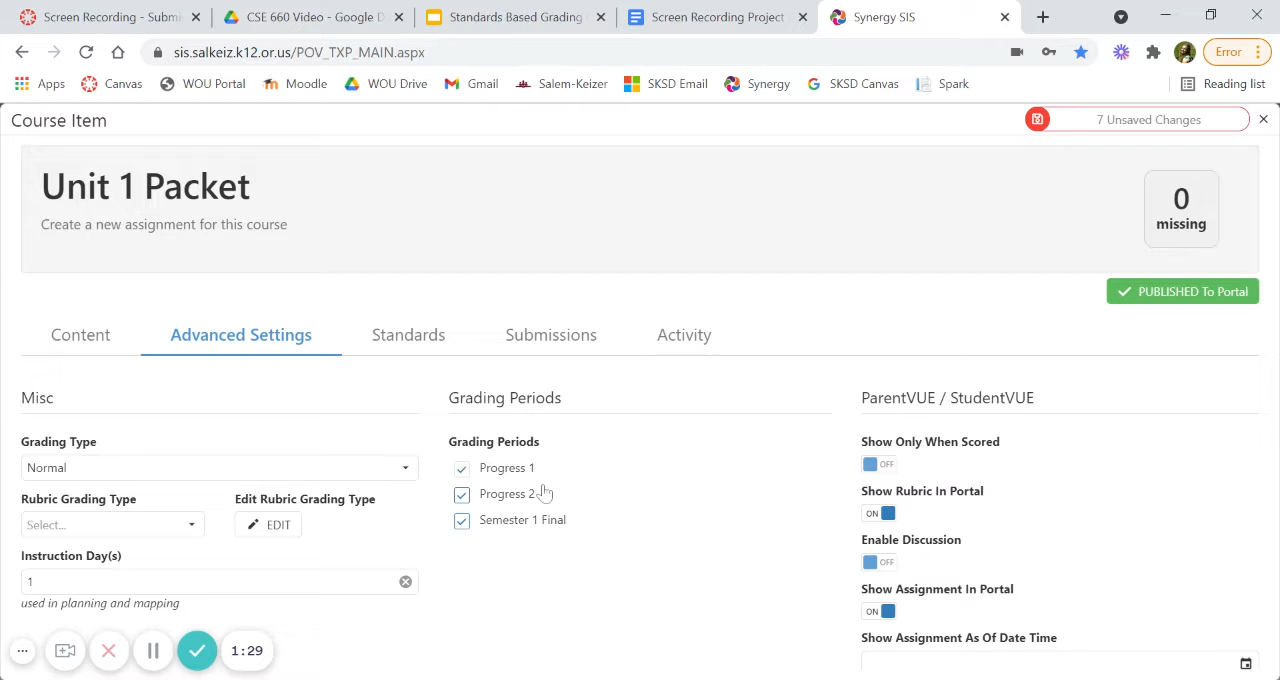 Screen Recording - Submi
CSE 660 Video - Google D
Standards Based Grading
Screen Recording Project
Synergy SIS
sis.salkeiz.k12.or.us/POV_TXP_MAIN.aspx
Error
Apps
Canvas
WOU Portal
Moodle
WOU Drive
Gmail
Salem-Keizer
SKSD Email
Synergy
SKSD Canvas
Spark
Reading list
Course Item
7 Unsaved Changes
Unit 1 Packet
Create a new assignment for this course
0
missing
PUBLISHED To Portal
Content
Advanced Settings
Standards
Submissions
Activity
Misc
Grading Type
Normal
Rubric Grading Type
Edit Rubric Grading Type
Select...
EDIT
Instruction Day(s)
1
used in planning and mapping
1:29
Grading Periods
Grading Periods
Progress 1
Progress 2
Semester 1 Final
ParentVUE / StudentVUE
Show Only When Scored
OFF
Show Rubric In Portal
ON
Enable Discussion
OFF
Show Assignment In Portal
ON
Show Assignment As Of Date Time